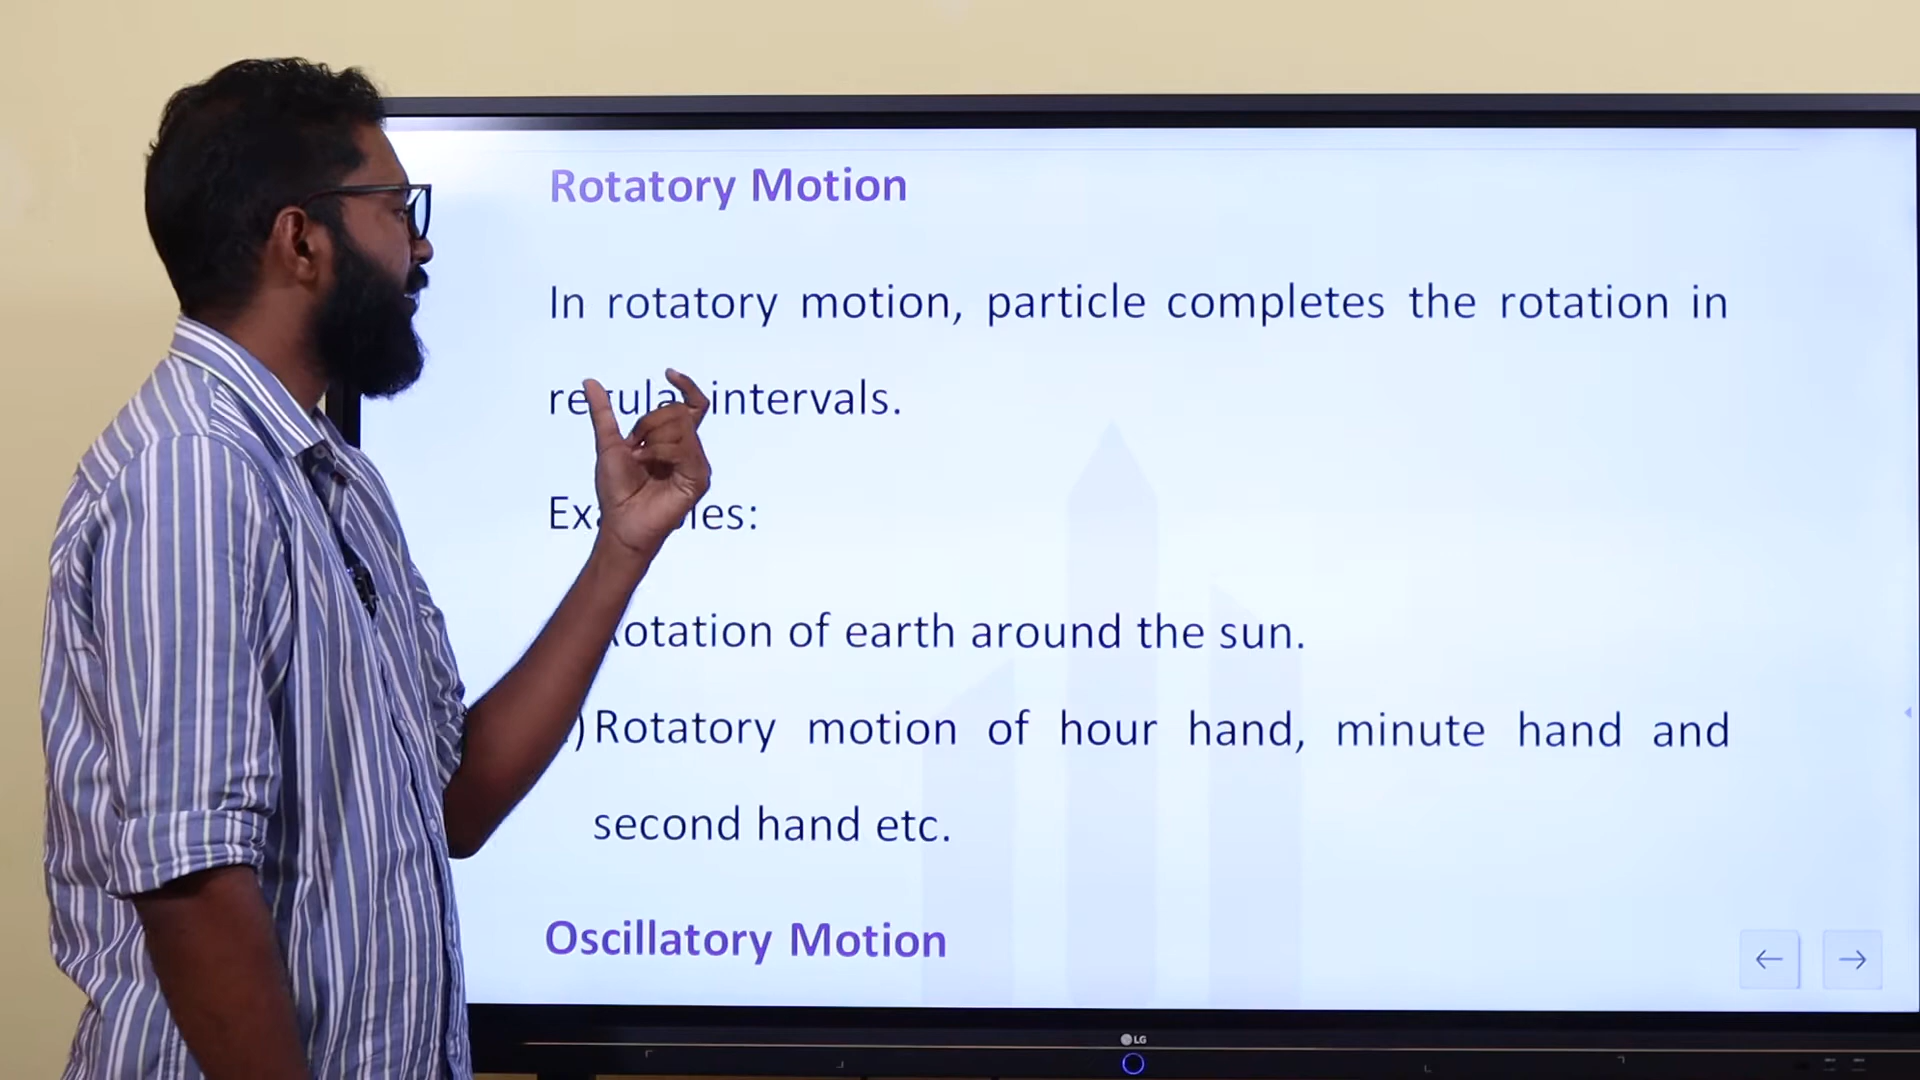 Rotatory Motion
In rotatory motion, particle completes the rotation in
intervals.
otation of earth around the sun.
) Rotatory motion of hour hand, minute hand and
second hand etc.
Oscillatory Motion
LG